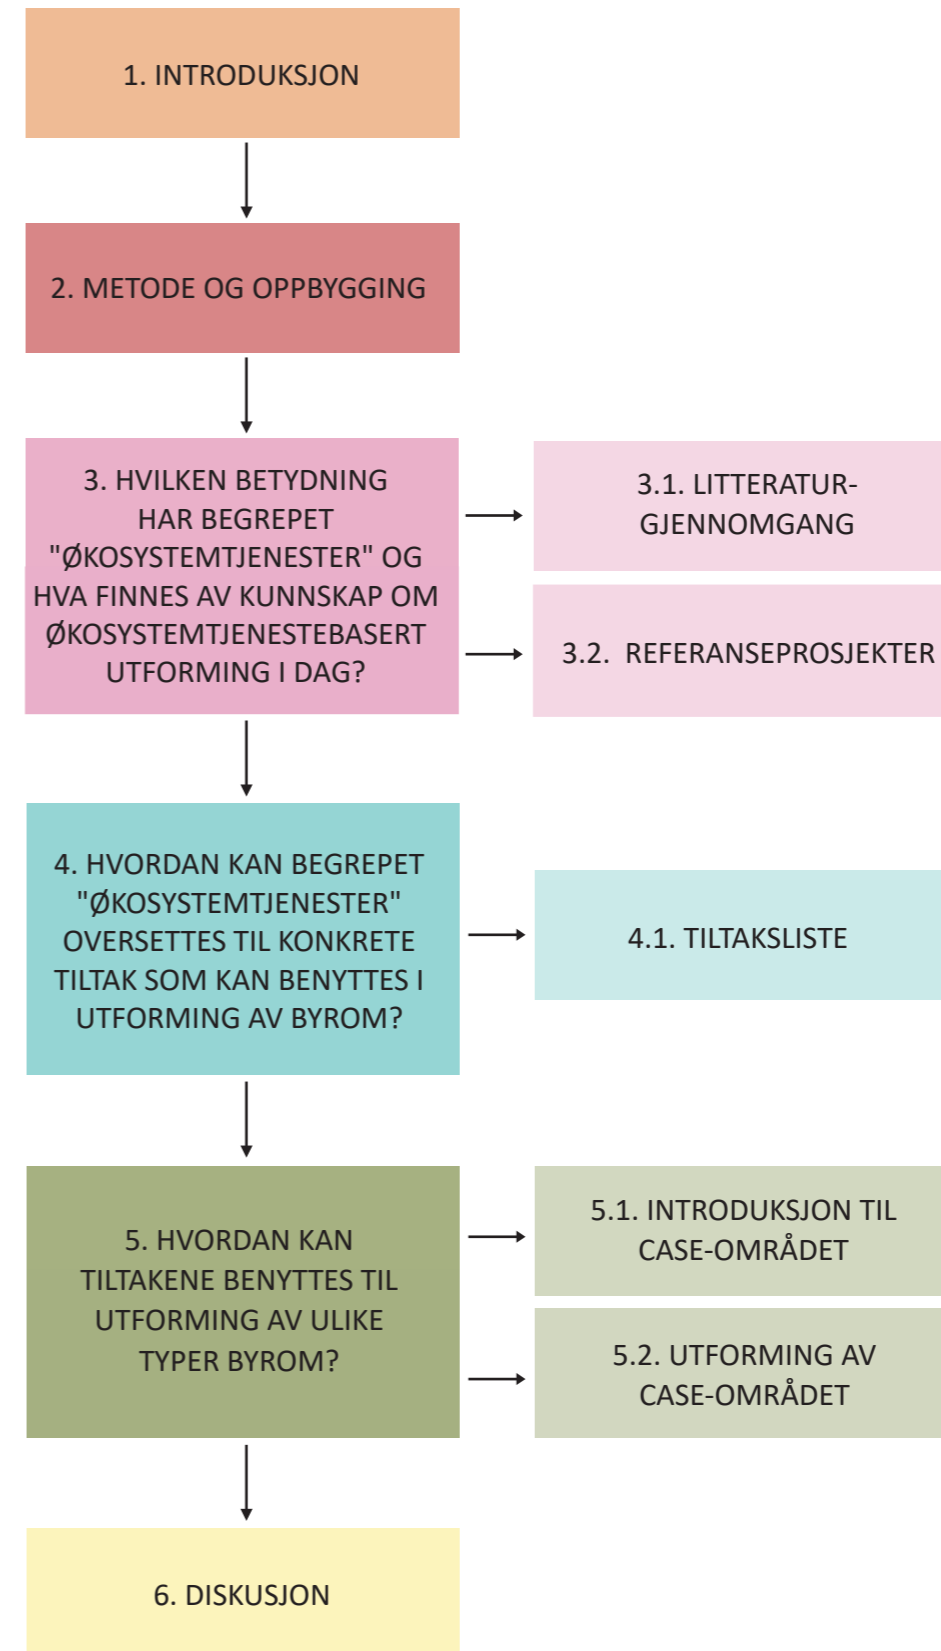 1. INTRODUKSJON
2. METODE OG OPPBYGGING
3. HVILKEN BETYDNING
HAR BEGREPET
"ØKOSYSTEMTJENESTER" OG
HVA FINNES AV KUNNSKAP OM
ØKOSYSTEMTJENESTEBASERT
UTFORMING I DAG?
3.1. LITTERATUR-
GJENNOMGANG
3.2. REFERANSEPROSJEKTER
4. HVORDAN KAN BEGREPET
"ØKOSYSTEMTJENESTER"
OVERSETTES TIL KONKRETE
TILTAK SOM KAN BENYTTES I
UTFORMING AV BYROM?
4.1. TILTAKSLISTE
5. HVORDAN KAN
TILTAKENE BENYTTES TIL
UTFORMING AV ULIKE
TYPER BYROM?
5.1. INTRODUKSJON TIL
CASE-OMRÅDET
5.2. UTFORMING AV
CASE-OMRÅDET
6. DISKUSJON